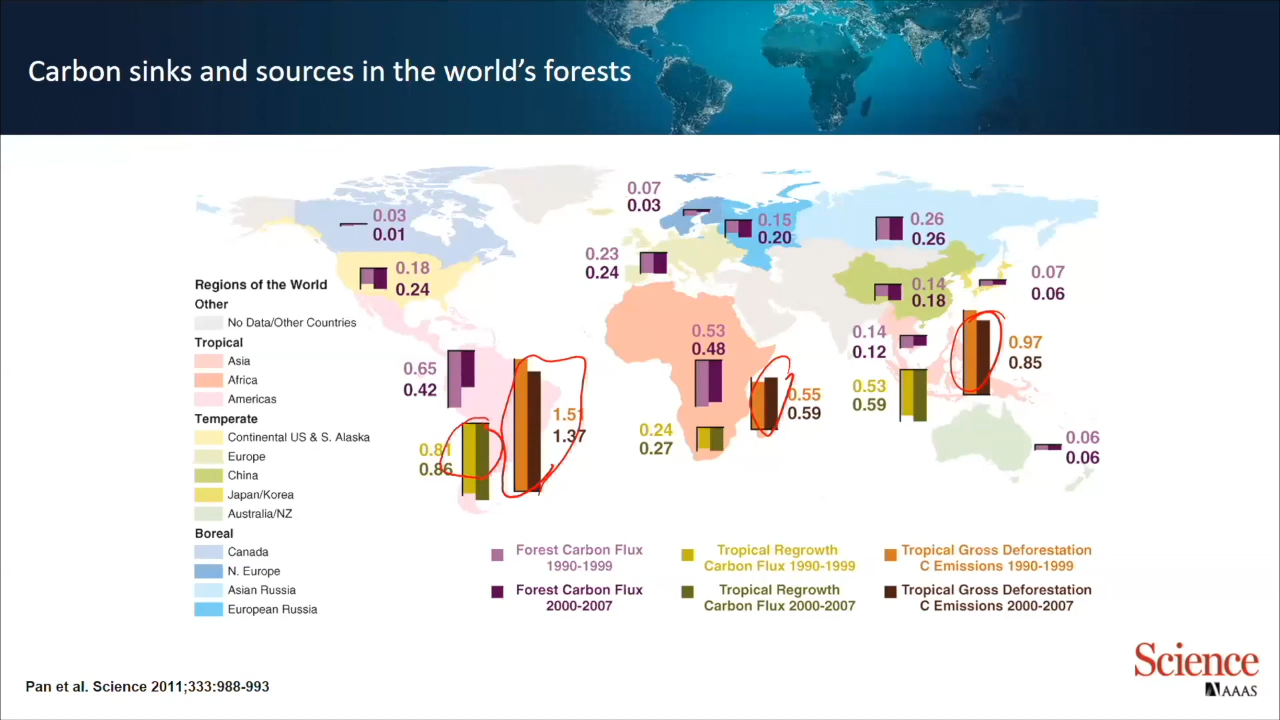 Carbon sinks and sources in the world's forests
0.07
0.03
0.03
0.01
0.15
0.20
0.26
0.26
0.18
0.24
0.23
0.24
0.14
0.18
0.07
0.06
Regions of the World
Other
No Data/Other Countries
Tropical
Asia
Africa
Americas
Temperate
Continental US & S. Alaska
Europe
China
Japan/Korea
Australia/NZ
Boreal
Canada
N. Europe
Asian Russia
European Russia
0.65
0.42
0.81
0.86
1.51
1.37
0.53
0.48
0.24
0.27
0.55
0.59
0.14
0.12
0.53
0.59
0.97
0.85
0.06
0.06
Forest Carbon Flux
1990-1999
Forest Carbon Flux
2000-2007
Tropical Regrowth
Carbon Flux 1990-1999
Tropical Regrowth
Carbon Flux 2000-2007
Tropical Gross Deforestation
C Emissions 1990-1999
Tropical Gross Deforestation
C Emissions 2000-2007
Pan et al. Science 2011;333:988-993
Science
AAAS